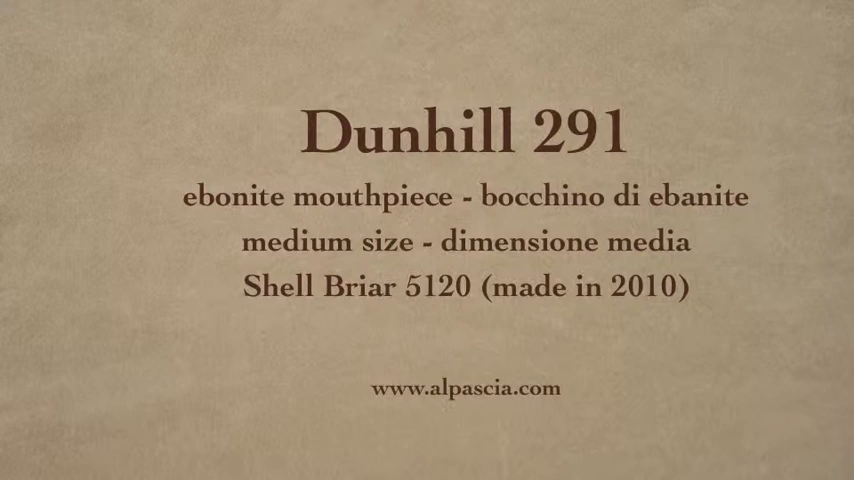 Dunhill 291
ebonite mouthpiece - bocchino di ebanite
medium size - dimensione media
Shell Briar 5120 (made in 2010)
www.alpascia.com